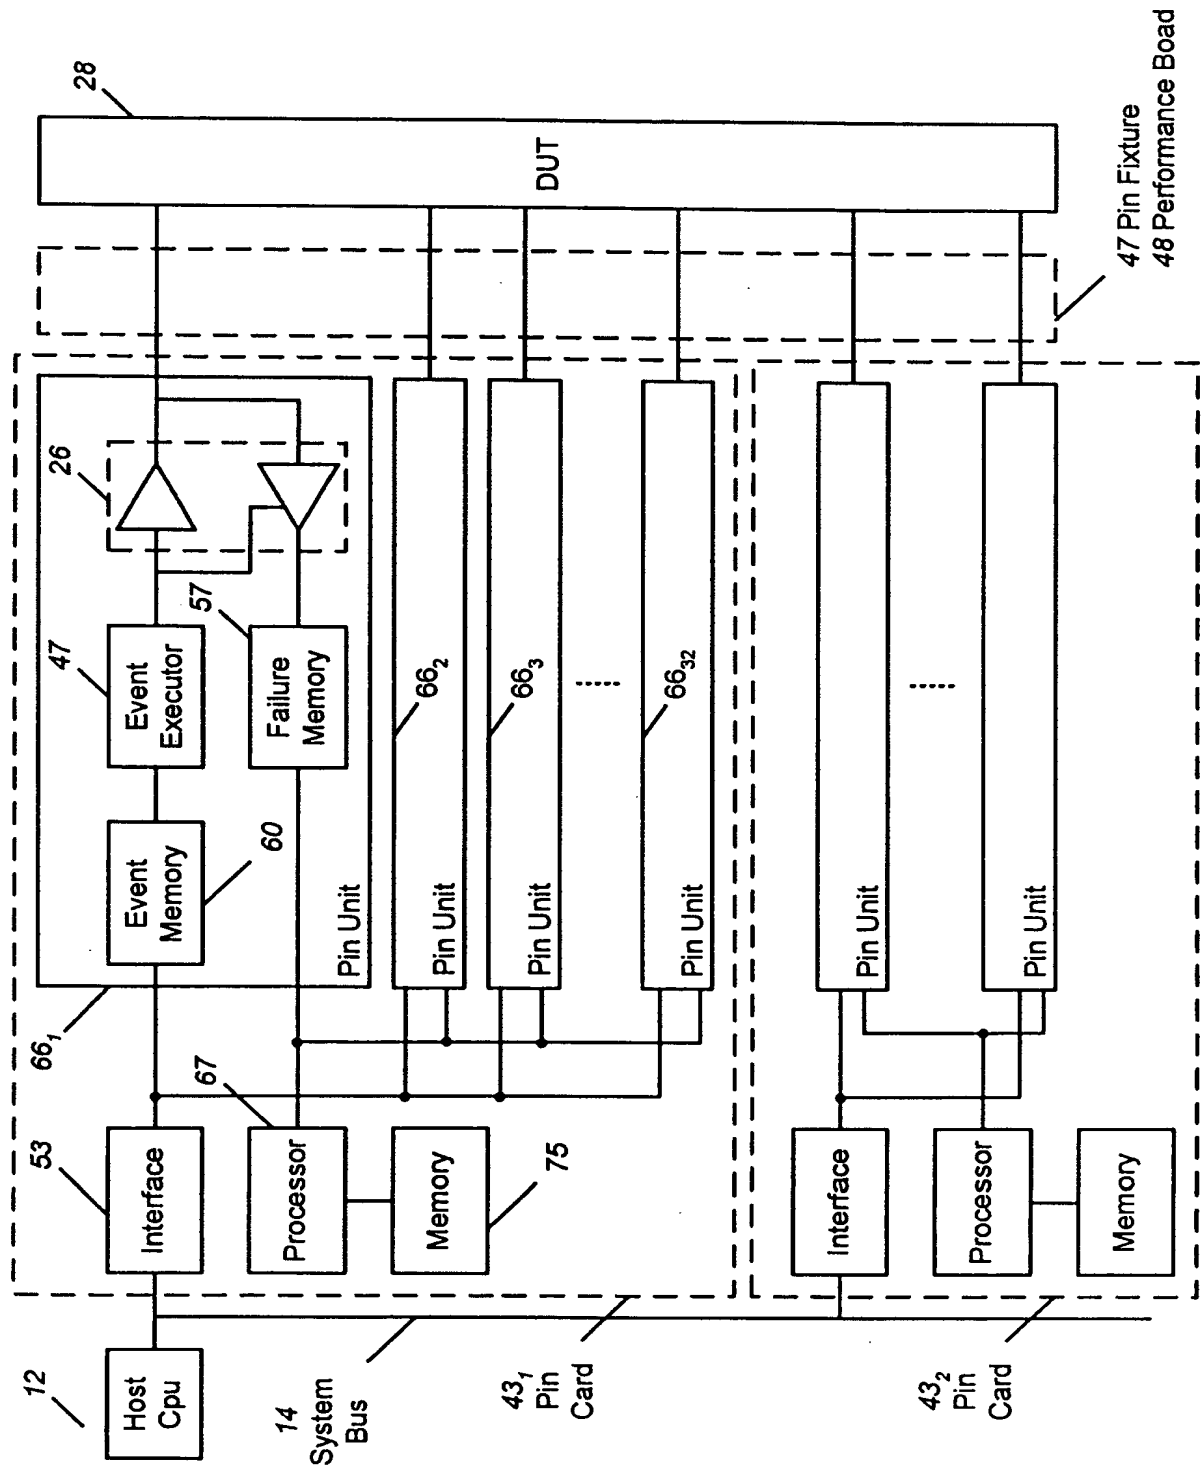 12
Host
Cpu
14
System
Bus
43₁
Pin
Card
43₂
Pin
Card
53
Interface
67
Processor
Memory
75
66₁
Event
Memory
60
Event
Executor
47
Failure
Memory
57
26
Pin Unit
66₂
Pin Unit
66₃
Pin Unit
66₃₂
Pin Unit
Interface
Processor
Memory
Pin Unit
Pin Unit
28
DUT
47 Pin Fixture
48 Performance Boad